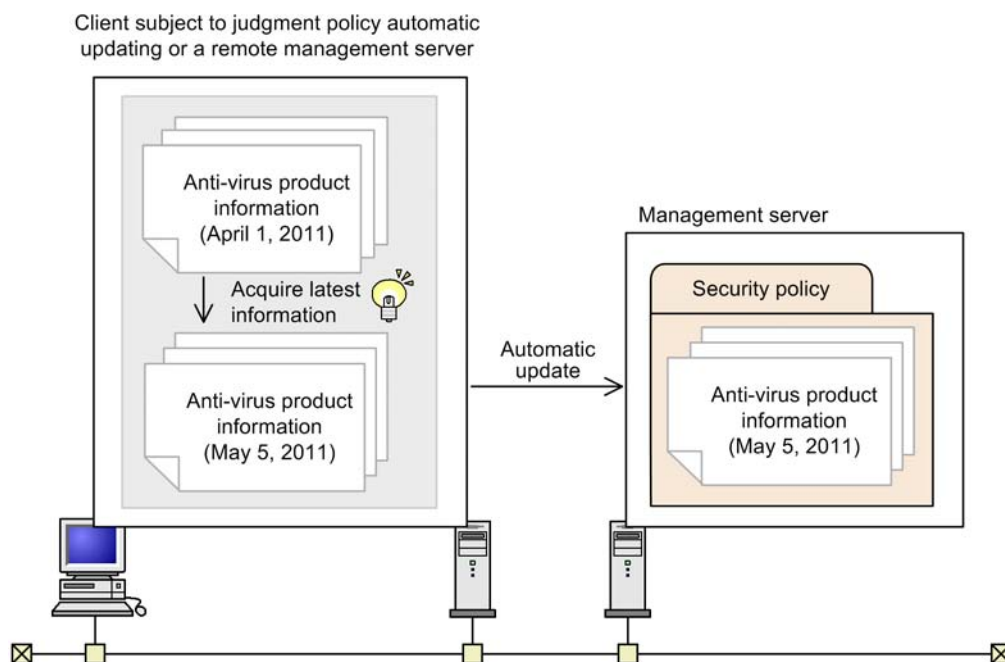 Client subject to judgment policy automatic
updating or a remote management server
Anti-virus product
information
(April 1, 2011)
Acquire latest
information
Anti-virus product
information
(May 5, 2011)
Automatic
update
Management server
Security policy
Anti-virus product
information
(May 5, 2011)